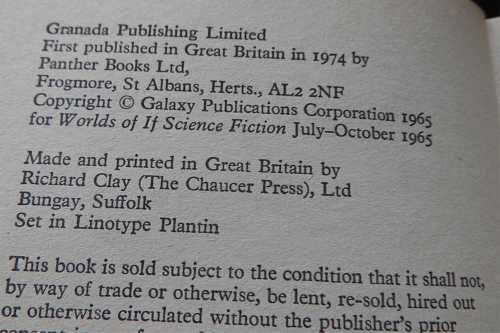 Granada Publishing Limited
First published in Great Britain in 1974 by
Panther Books Ltd,
Frogmore, St Albans, Herts., AL2 2NF
Copyright © Galaxy Publications Corporation 1965
for Worlds of If Science Fiction July–October 1965
Made and printed in Great Britain by
Richard Clay (The Chaucer Press), Ltd
Bungay, Suffolk
Set in Linotype Plantin
This book is sold subject to the condition that it shall not,
by way of trade or otherwise, be lent, re-sold, hired out
or otherwise circulated without the publisher's prior